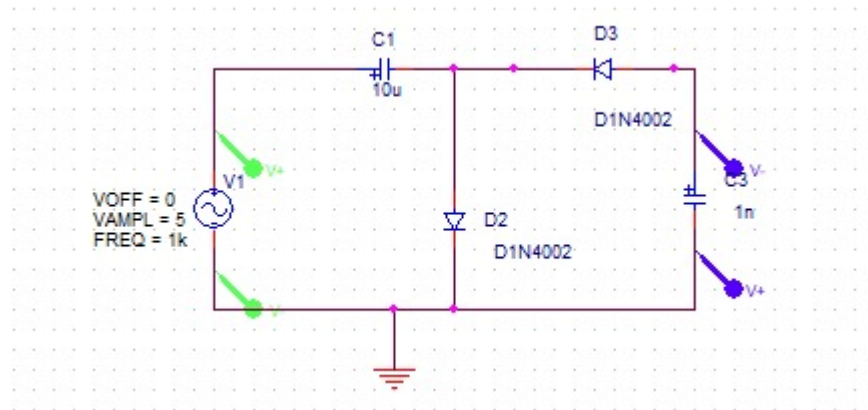 C1
10u
D3
D1N4002
V+
V-
V1
VOFF = 0
VAMPL = 5
FREQ = 1k
D2
D1N4002
C3
1n
V-
V+